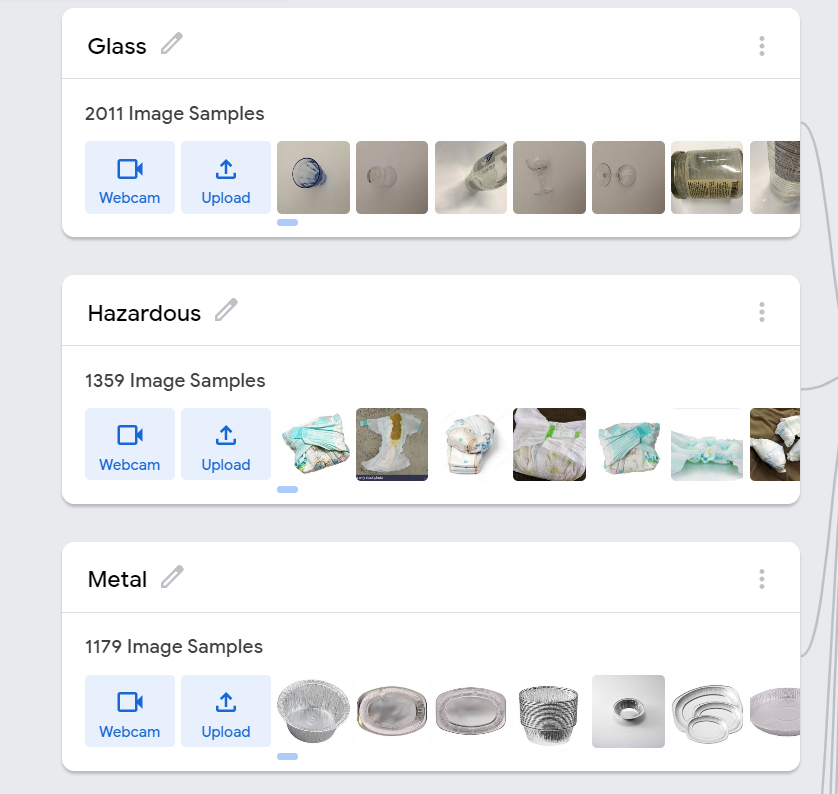 Glass
2011 Image Samples
Webcam
Upload
Hazardous
1359 Image Samples
Webcam
Upload
Metal
1179 Image Samples
Webcam
Upload